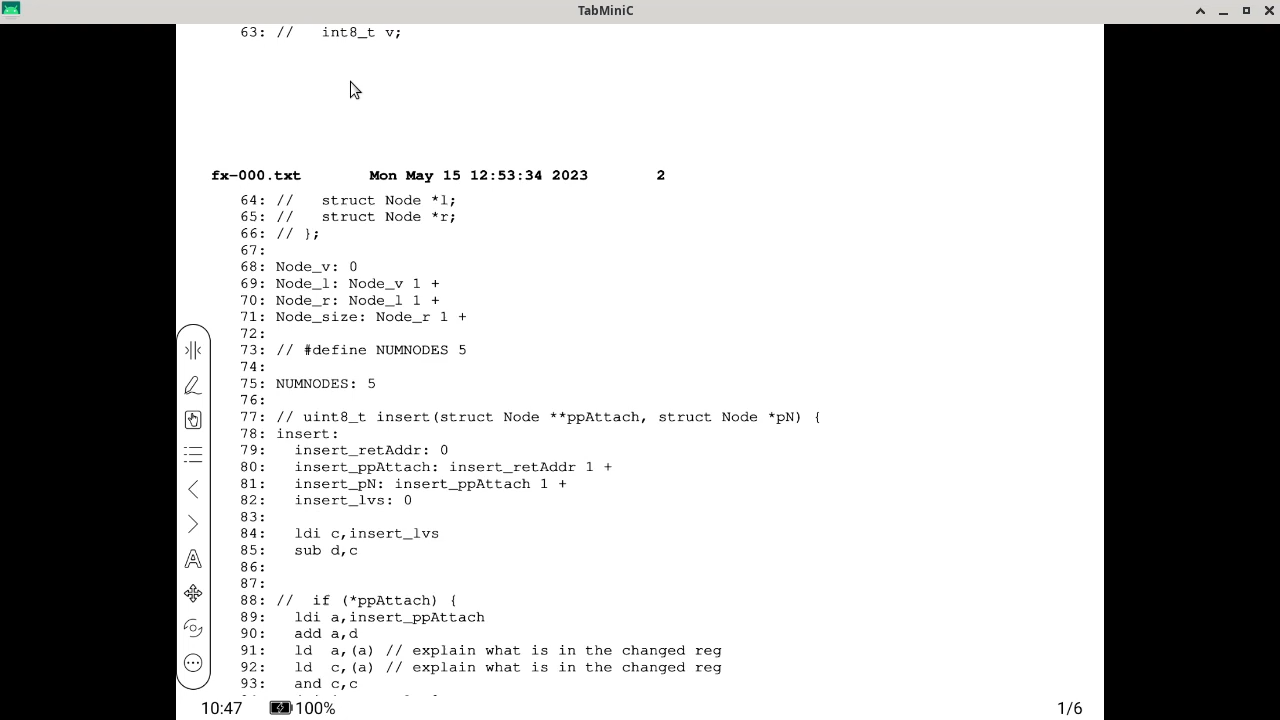 TabMiniC
63: //   int8_t v;
fx-000.txt        Mon May 15 12:53:34 2023        2
64: //   struct Node *l;
65: //   struct Node *r;
66: // };
67:
68: Node_v: 0
69: Node_l: Node_v 1 +
70: Node_r: Node_l 1 +
71: Node_size: Node_r 1 +
72:
73: // #define NUMNODES 5
74:
75: NUMNODES: 5
76:
77: // uint8_t insert(struct Node **ppAttach, struct Node *pN) {
78: insert:
79:   insert_retAddr: 0
80:   insert_ppAttach: insert_retAddr 1 +
81:   insert_pN: insert_ppAttach 1 +
82:   insert_lvs: 0
83:
84:   ldi c,insert_lvs
85:   sub d,c
86:
87:
88: //  if (*ppAttach) {
89:   ldi a,insert_ppAttach
90:   add a,d
91:   ld  a,(a) // explain what is in the changed reg
92:   ld  c,(a) // explain what is in the changed reg
93:   and c,c
10:47 100% 1/6